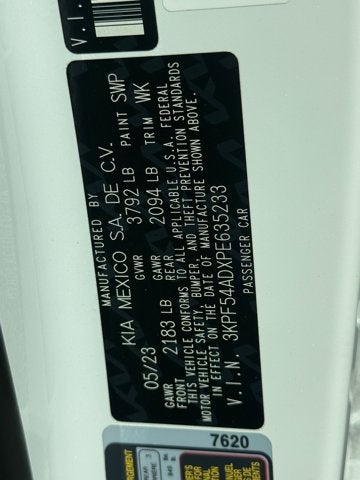 V.I.
MANUFACTURED BY
KIA MEXICO S.A. DE C.V.
05/23 GVWR 3792 LB PAINT SWP
GAWR 2183 LB GAWR 2094 LB TRIM WK
FRONT REAR
THIS VEHICLE CONFORMS TO ALL APPLICABLE U.S.A. FEDERAL
MOTOR VEHICLE SAFETY, BUMPER, AND THEFT PREVENTION STANDARDS
IN EFFECT ON THE DATE OF MANUFACTURE SHOWN ABOVE.
V.I.N. 3KPF54ADXPE635233
PASSENGER CAR
7620